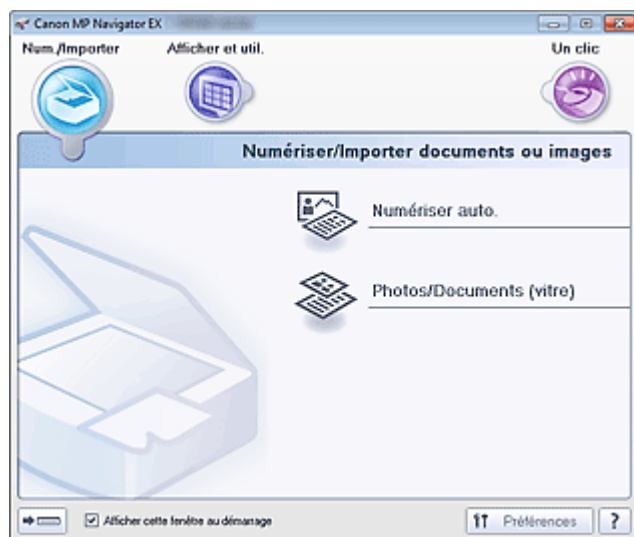 Canon MP Navigator EX
Num./Importer
Afficher et util.
Un clic
Numériser/Importer documents ou images
Numériser auto.
Photos/Documents (vitre)
Afficher cette fenêtre au démarrage
Préférences
?